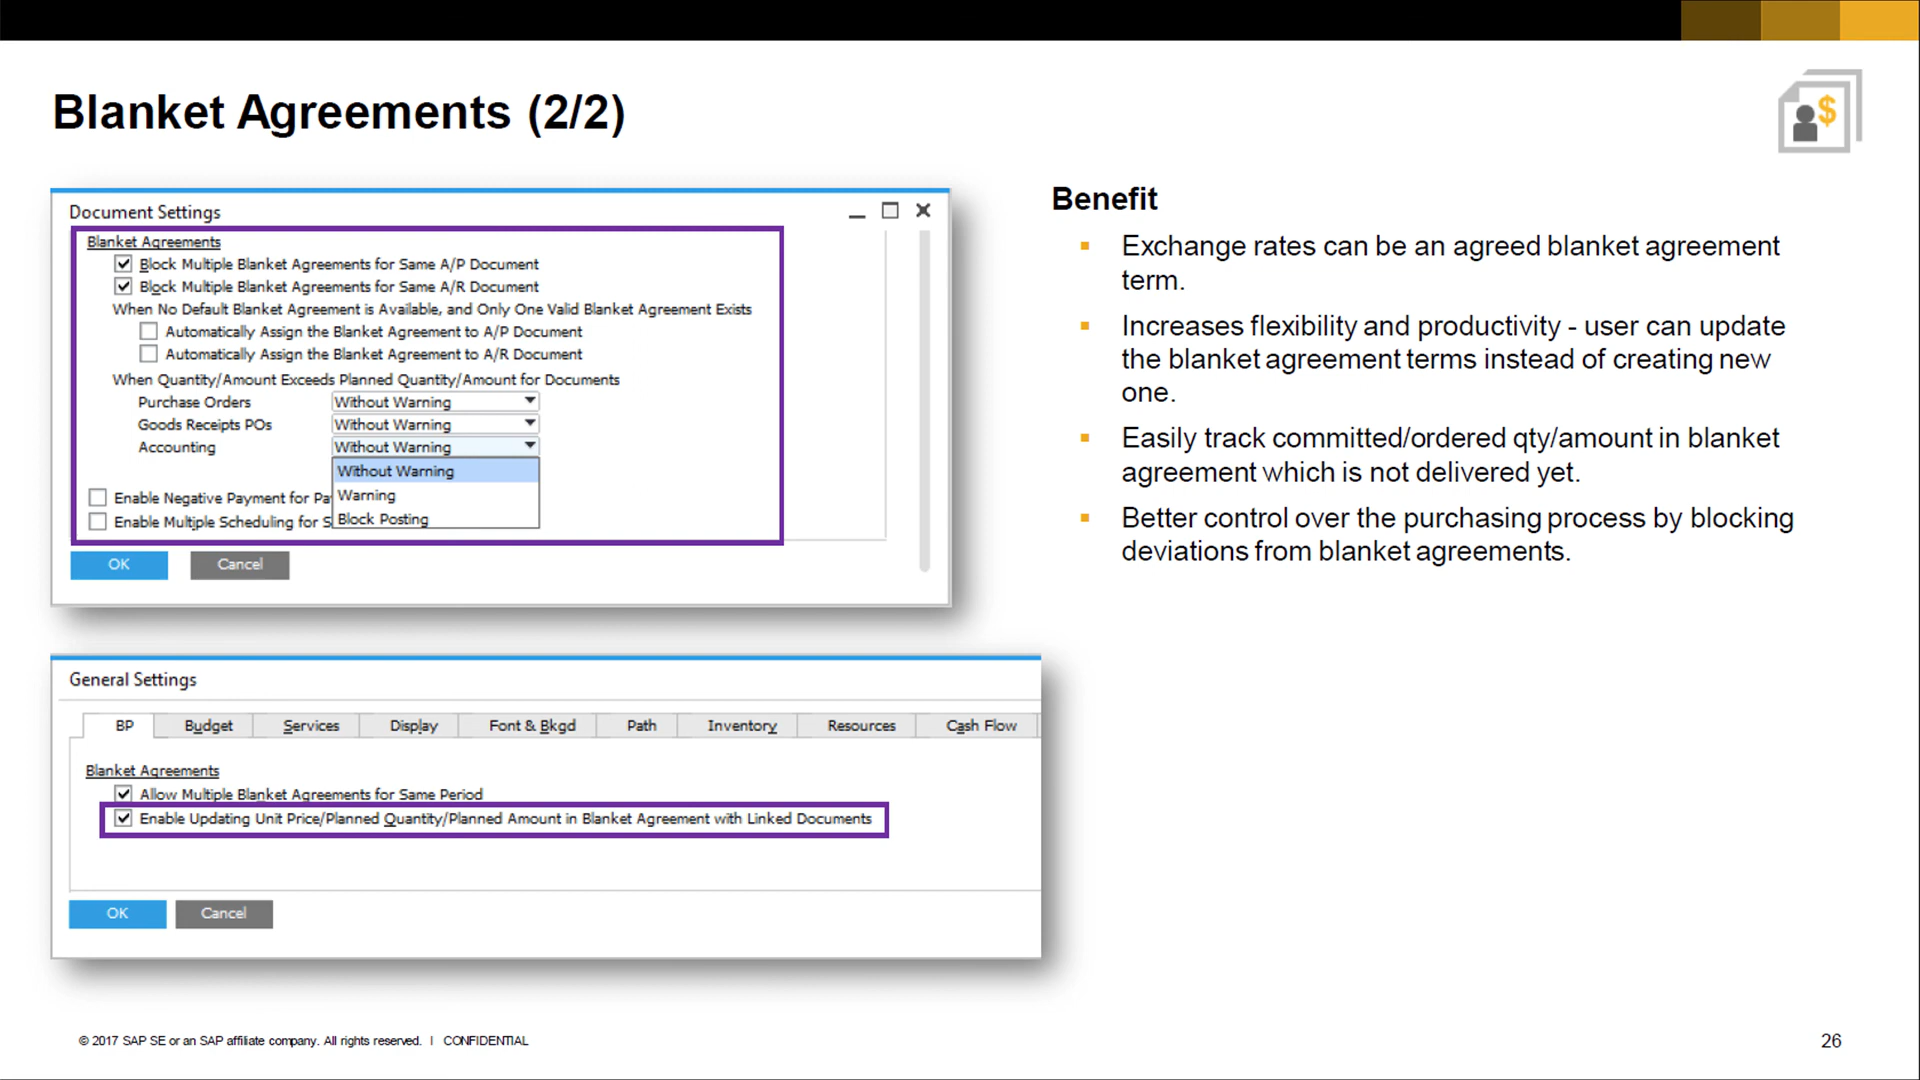 Blanket Agreements (2/2)
$
Document Settings
Blanket Agreements
Block Multiple Blanket Agreements for Same A/P Document
Block Multiple Blanket Agreements for Same A/R Document
When No Default Blanket Agreement is Available, and Only One Valid Blanket Agreement Exists
Automatically Assign the Blanket Agreement to A/P Document
Automatically Assign the Blanket Agreement to A/R Document
When Quantity/Amount Exceeds Planned Quantity/Amount for Documents
Purchase Orders Without Warning
Goods Receipts POs Without Warning
Accounting Without Warning
Without Warning
Warning
Block Posting
Enable Negative Payment for Pa
Enable Multiple Scheduling for S
OK Cancel
Benefit
Exchange rates can be an agreed blanket agreement
term.
Increases flexibility and productivity - user can update
the blanket agreement terms instead of creating new
one.
Easily track committed/ordered qty/amount in blanket
agreement which is not delivered yet.
Better control over the purchasing process by blocking
deviations from blanket agreements.
General Settings
BP Budget Services Display Font & Bkgd Path Inventory Resources Cash Flow
Blanket Agreements
Allow Multiple Blanket Agreements for Same Period
Enable Updating Unit Price/Planned Quantity/Planned Amount in Blanket Agreement with Linked Documents
OK Cancel
© 2017 SAP SE or an SAP affiliate company. All rights reserved. I CONFIDENTIAL
26